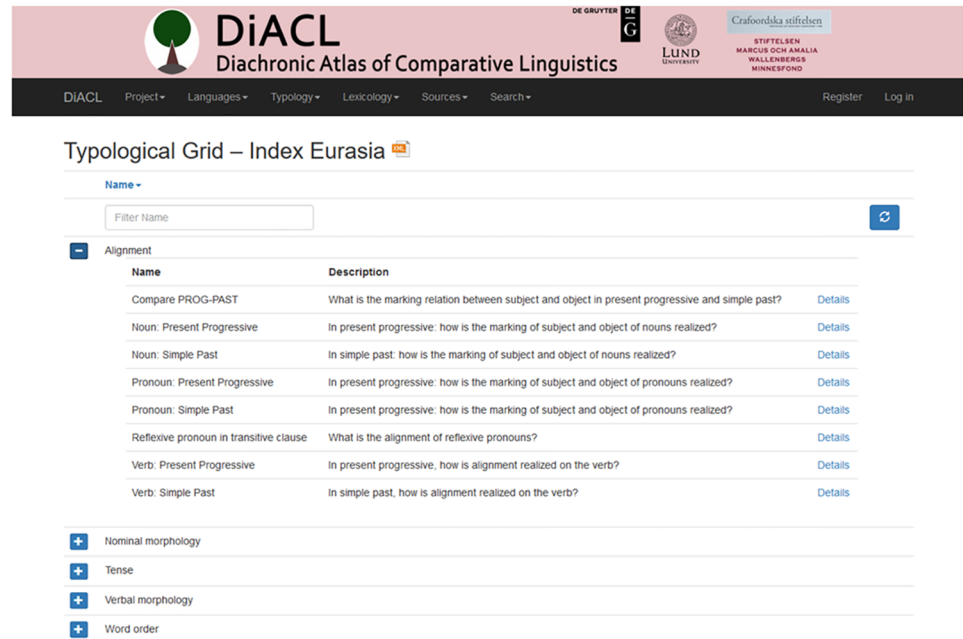 DiACL
Diachronic Atlas of Comparative Linguistics
DE GRUYTER
DE
G
LUND
UNIVERSITY
Crafoordska stiftelsen
STIFTELSEN
MARCUS OCH AMALIA
WALLENBERGS
MINNESFOND
DiACL Project Languages Typology Lexicology Sources Search Register Log in
Typological Grid – Index Eurasia XML
Name
Filter Name
Alignment
Name Description
Compare PROG-PAST What is the marking relation between subject and object in present progressive and simple past? Details
Noun: Present Progressive In present progressive: how is the marking of subject and object of nouns realized? Details
Noun: Simple Past In simple past: how is the marking of subject and object of nouns realized? Details
Pronoun: Present Progressive In present progressive: how is the marking of subject and object of pronouns realized? Details
Pronoun: Simple Past In present progressive: how is the marking of subject and object of pronouns realized? Details
Reflexive pronoun in transitive clause What is the alignment of reflexive pronouns? Details
Verb: Present Progressive In present progressive, how is alignment realized on the verb? Details
Verb: Simple Past In simple past, how is alignment realized on the verb? Details
Nominal morphology
Tense
Verbal morphology
Word order